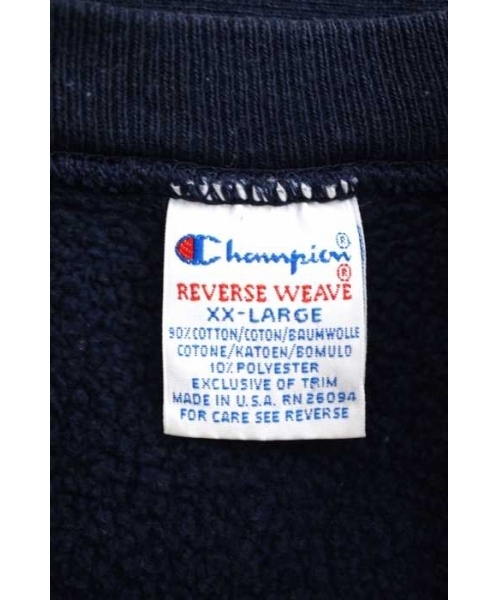 Champion®
®
REVERSE WEAVE
XX-LARGE
90%COTTON/COTON/BAUMWOLLE
COTONE/KATOEN/BOMULD
10% POLYESTER
EXCLUSIVE OF TRIM
MADE IN U.S.A. RN 26094
FOR CARE SEE REVERSE